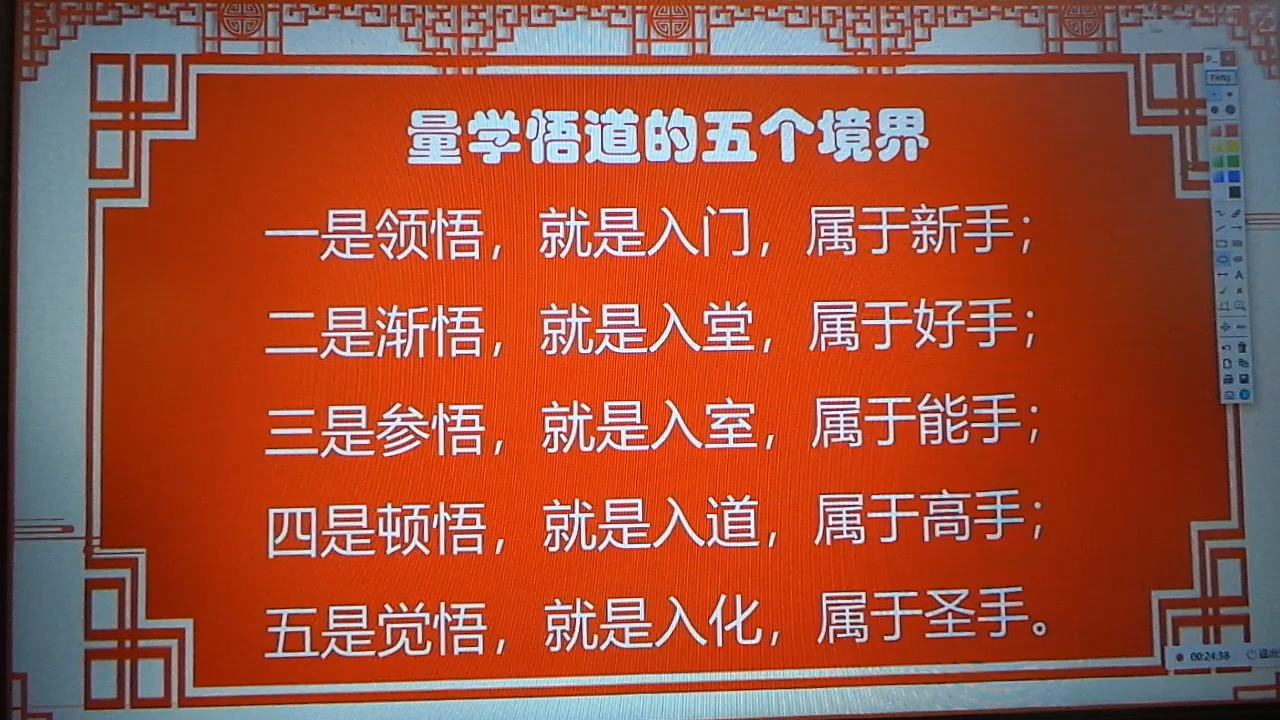 量学悟道的五个境界
一是领悟，就是入门，属于新手；
二是渐悟，就是入堂，属于好手；
三是参悟，就是入室，属于能手；
四是顿悟，就是入道，属于高手；
五是觉悟，就是入化，属于圣手。
00:24:38